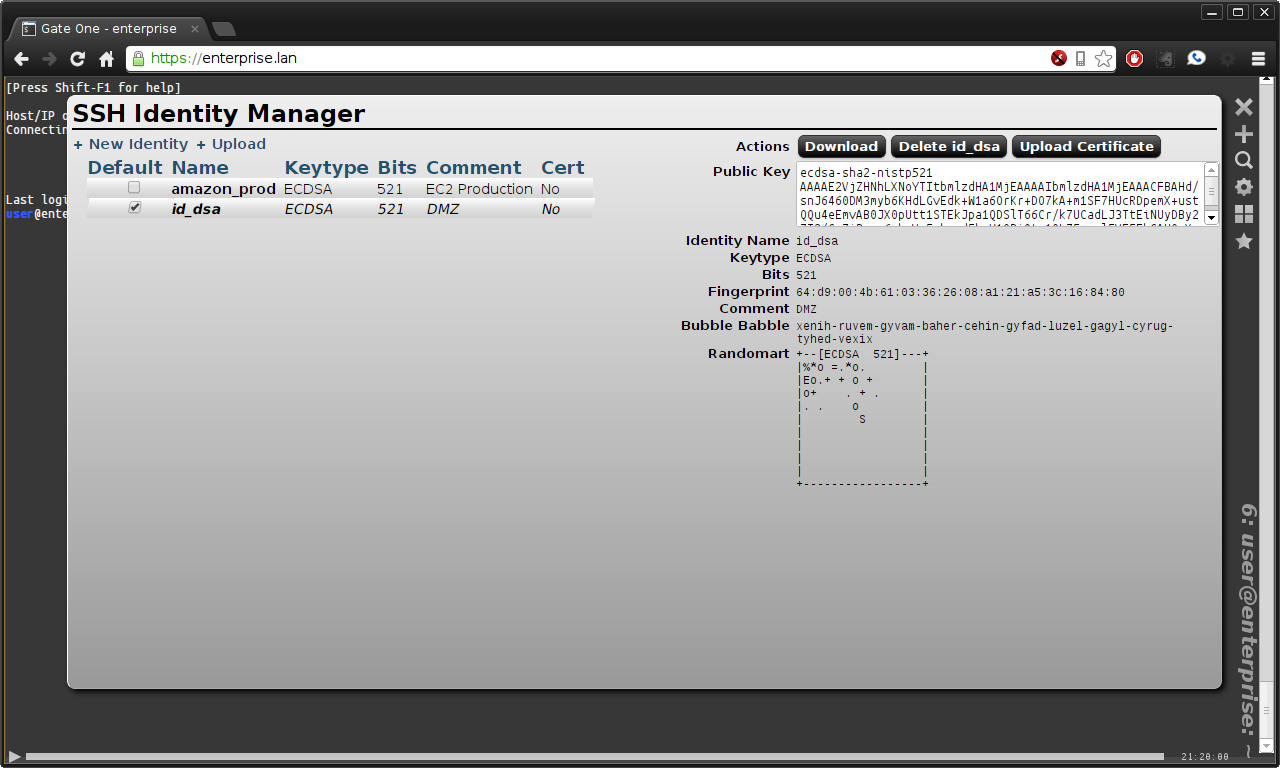 Gate One - enterprise
https://enterprise.lan
[Press Shift-F1 for help]
Host/IP
Connectin
Last logi
user@ente
SSH Identity Manager
+ New Identity + Upload
Default Name Keytype Bits Comment Cert
amazon_prod ECDSA 521 EC2 Production No
id_dsa ECDSA 521 DMZ No
Actions Download Delete id_dsa Upload Certificate
Public Key ecdsa-sha2-nistp521
AAAAE2VjZHNhLXNoYTItbmlzdHA1MjEAAAAIbmlzdHA1MjEAAACFBAHd/
snJ6460DM3myb6KHdLGvEdk+W1a6OrKr+DO7kA+m1SF7HUcRDpemX+ust
QQu4eEmvAB0JX0pUtt1STEkJpa1QDSlT66Cr/k7UCadLJ3TtEiNUyDBy2
Identity Name id_dsa
Keytype ECDSA
Bits 521
Fingerprint 64:d9:00:4b:61:03:36:26:08:a1:21:a5:3c:16:84:80
Comment DMZ
Bubble Babble xenih-ruvem-gyvam-baher-cehin-gyfad-luzel-gagyl-cyrug-
tyhed-vexix
Randomart +--[ECDSA  521]---+
|%*o =.*o.        |
|Eo.+ + o +       |
|o+    . + .      |
|. .    o         |
|        S        |
|                 |
|                 |
|                 |
|                 |
+-----------------+
6: user@enterprise: ~
21:20:00